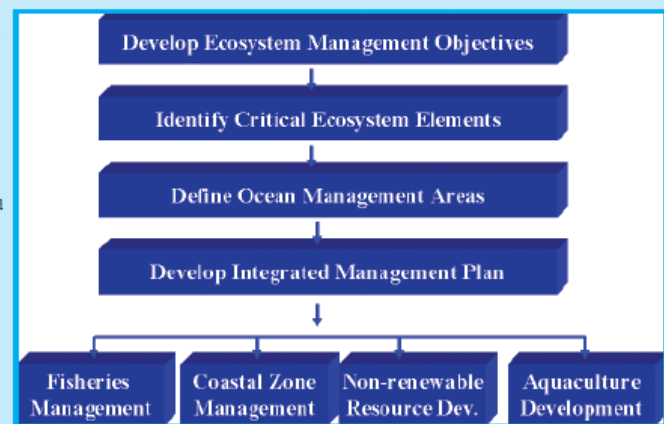 Develop Ecosystem Management Objectives
Identify Critical Ecosystem Elements
Define Ocean Management Areas
Develop Integrated Management Plan
Fisheries
Management
Coastal Zone
Management
Non-renewable
Resource Dev.
Aquaculture
Development